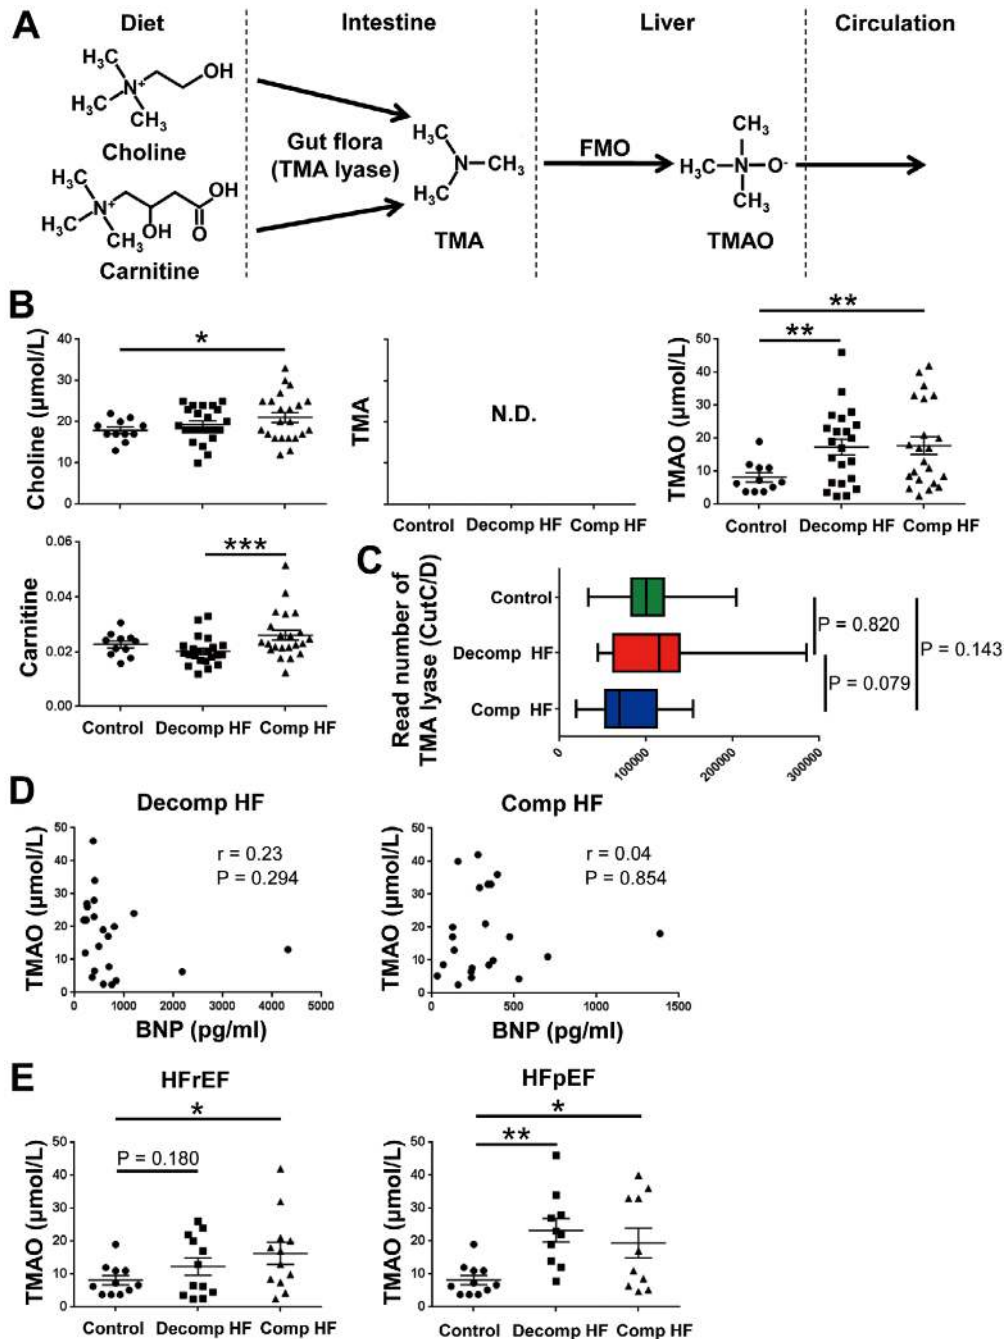 A
Diet
Intestine
Liver
Circulation
H₃C
H₃C
CH₃
N⁺
OH
Choline
H₃C
H₃C
CH₃
N⁺
OH
O
OH
Carnitine
Gut flora
(TMA lyase)
H₃C
N
CH₃
H₃C
TMA
FMO
CH₃
H₃C
N
O⁻
CH₃
TMAO
B
Choline (μmol/L)
40
30
20
10
0
*
TMA
N.D.
Control
Decomp HF
Comp HF
TMAO (μmol/L)
50
40
30
20
10
0
**
**
Control
Decomp HF
Comp HF
Carnitine
0.06
0.04
0.02
0.00
***
Control
Decomp HF
Comp HF
C
Read number of
TMA lyase (CutC/D)
Control
Decomp HF
Comp HF
0
100000
200000
300000
P = 0.820
P = 0.079
P = 0.143
D
Decomp HF
TMAO (μmol/L)
50
40
30
20
10
0
r = 0.23
P = 0.294
0
1000
2000
3000
4000
5000
BNP (pg/ml)
Comp HF
TMAO (μmol/L)
50
40
30
20
10
0
r = 0.04
P = 0.854
0
500
1000
1500
BNP (pg/ml)
E
HFrEF
TMAO (μmol/L)
50
40
30
20
10
0
*
P = 0.180
Control
Decomp HF
Comp HF
HFpEF
TMAO (μmol/L)
50
40
30
20
10
0
*
**
Control
Decomp HF
Comp HF